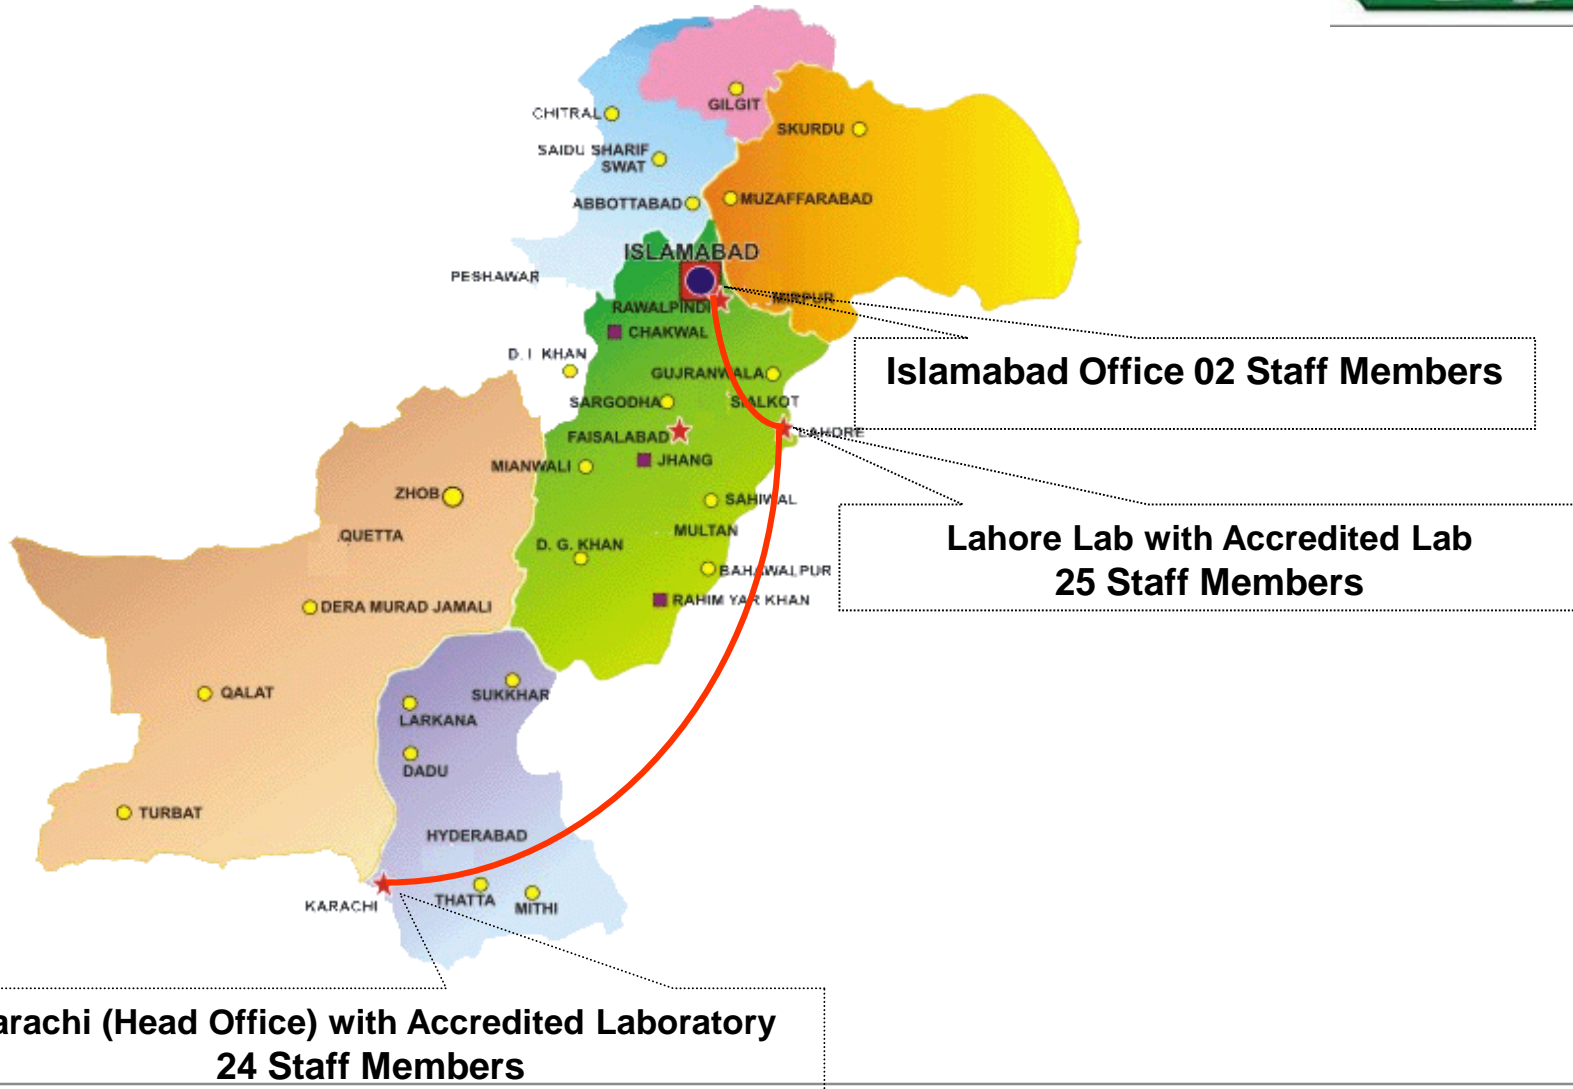 GILGIT
CHITRAL
SKURDU
SAIDU SHARIF
SWAT
MUZAFFARABAD
ABBOTTABAD
ISLAMABAD
PESHAWAR
MIRPUR
RAWALPINDI
CHAKWAL
D. I KHAN
GUJRANWALA
Islamabad Office 02 Staff Members
SARGODHA
SIALKOT
FAISALABAD
LAHORE
MIANWALI
JHANG
ZHOB
SAHIWAL
QUETTA
MULTAN
D. G. KHAN
Lahore Lab with Accredited Lab
25 Staff Members
BAHAWALPUR
DERA MURAD JAMALI
RAHIM YAR KHAN
QALAT
SUKKHAR
LARKANA
DADU
TURBAT
HYDERABAD
KARACHI
THATTA
MITHI
arachi (Head Office) with Accredited Laboratory
24 Staff Members